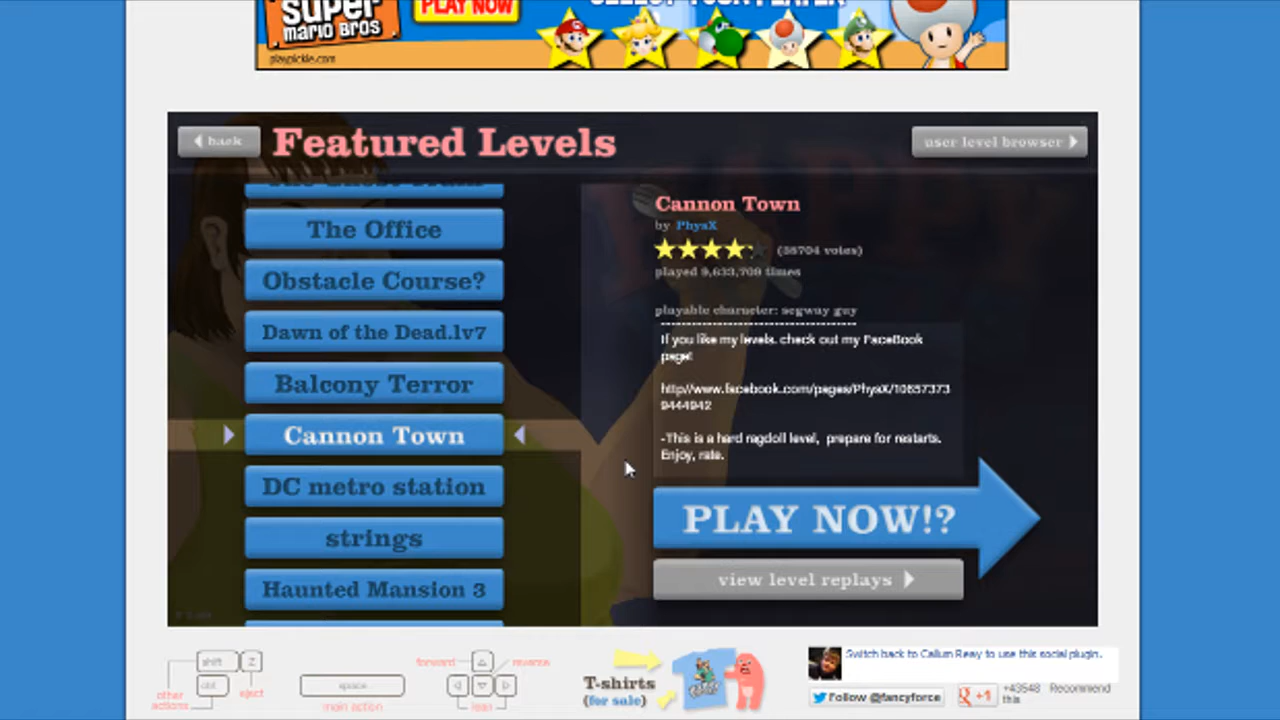 SUPER
MARIO BROS
PLAY NOW
SELECT YOUR PLAYER
playpickle.com
back
Featured Levels
user level browser
The Office
Obstacle Course?
Dawn of the Dead.lv7
Balcony Terror
Cannon Town
DC metro station
strings
Haunted Mansion 3
Cannon Town
by PhysX
(38704 votes)
played 9,633,709 times
playable character: segway guy
If you like my levels. check out my FaceBook
page!
http//www.facebook.com/pages/PhysX/10657373
9444942
-This is a hard ragdoll level, prepare for restarts.
Enjoy, rate.
PLAY NOW!?
view level replays
shift
Z
ctrl
other
actions
eject
space
main action
forward
reverse
lean
T-shirts
(for sale)
Switch back to Callum Reay to use this social plugin.
Follow @fancyforce
+1
+43548 Recommend
this